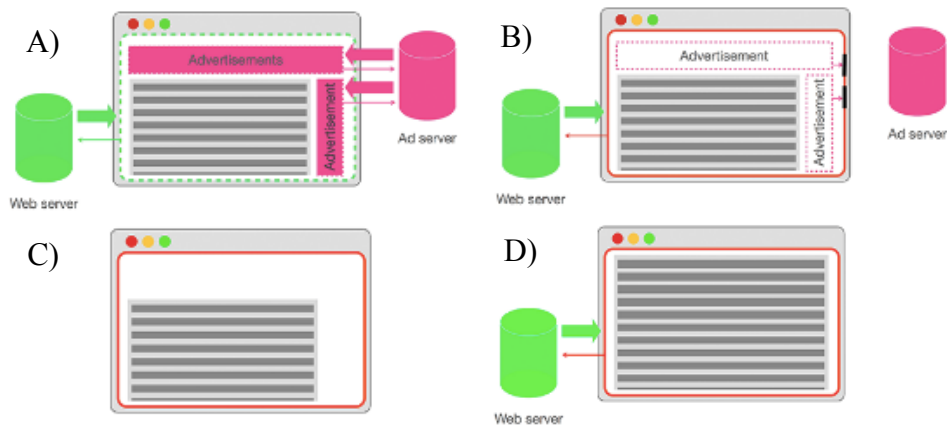 A)
Advertisements
Advertisement
Web server
Ad server
B)
Advertisement
Advertisement
Web server
Ad server
C)
D)
Web server